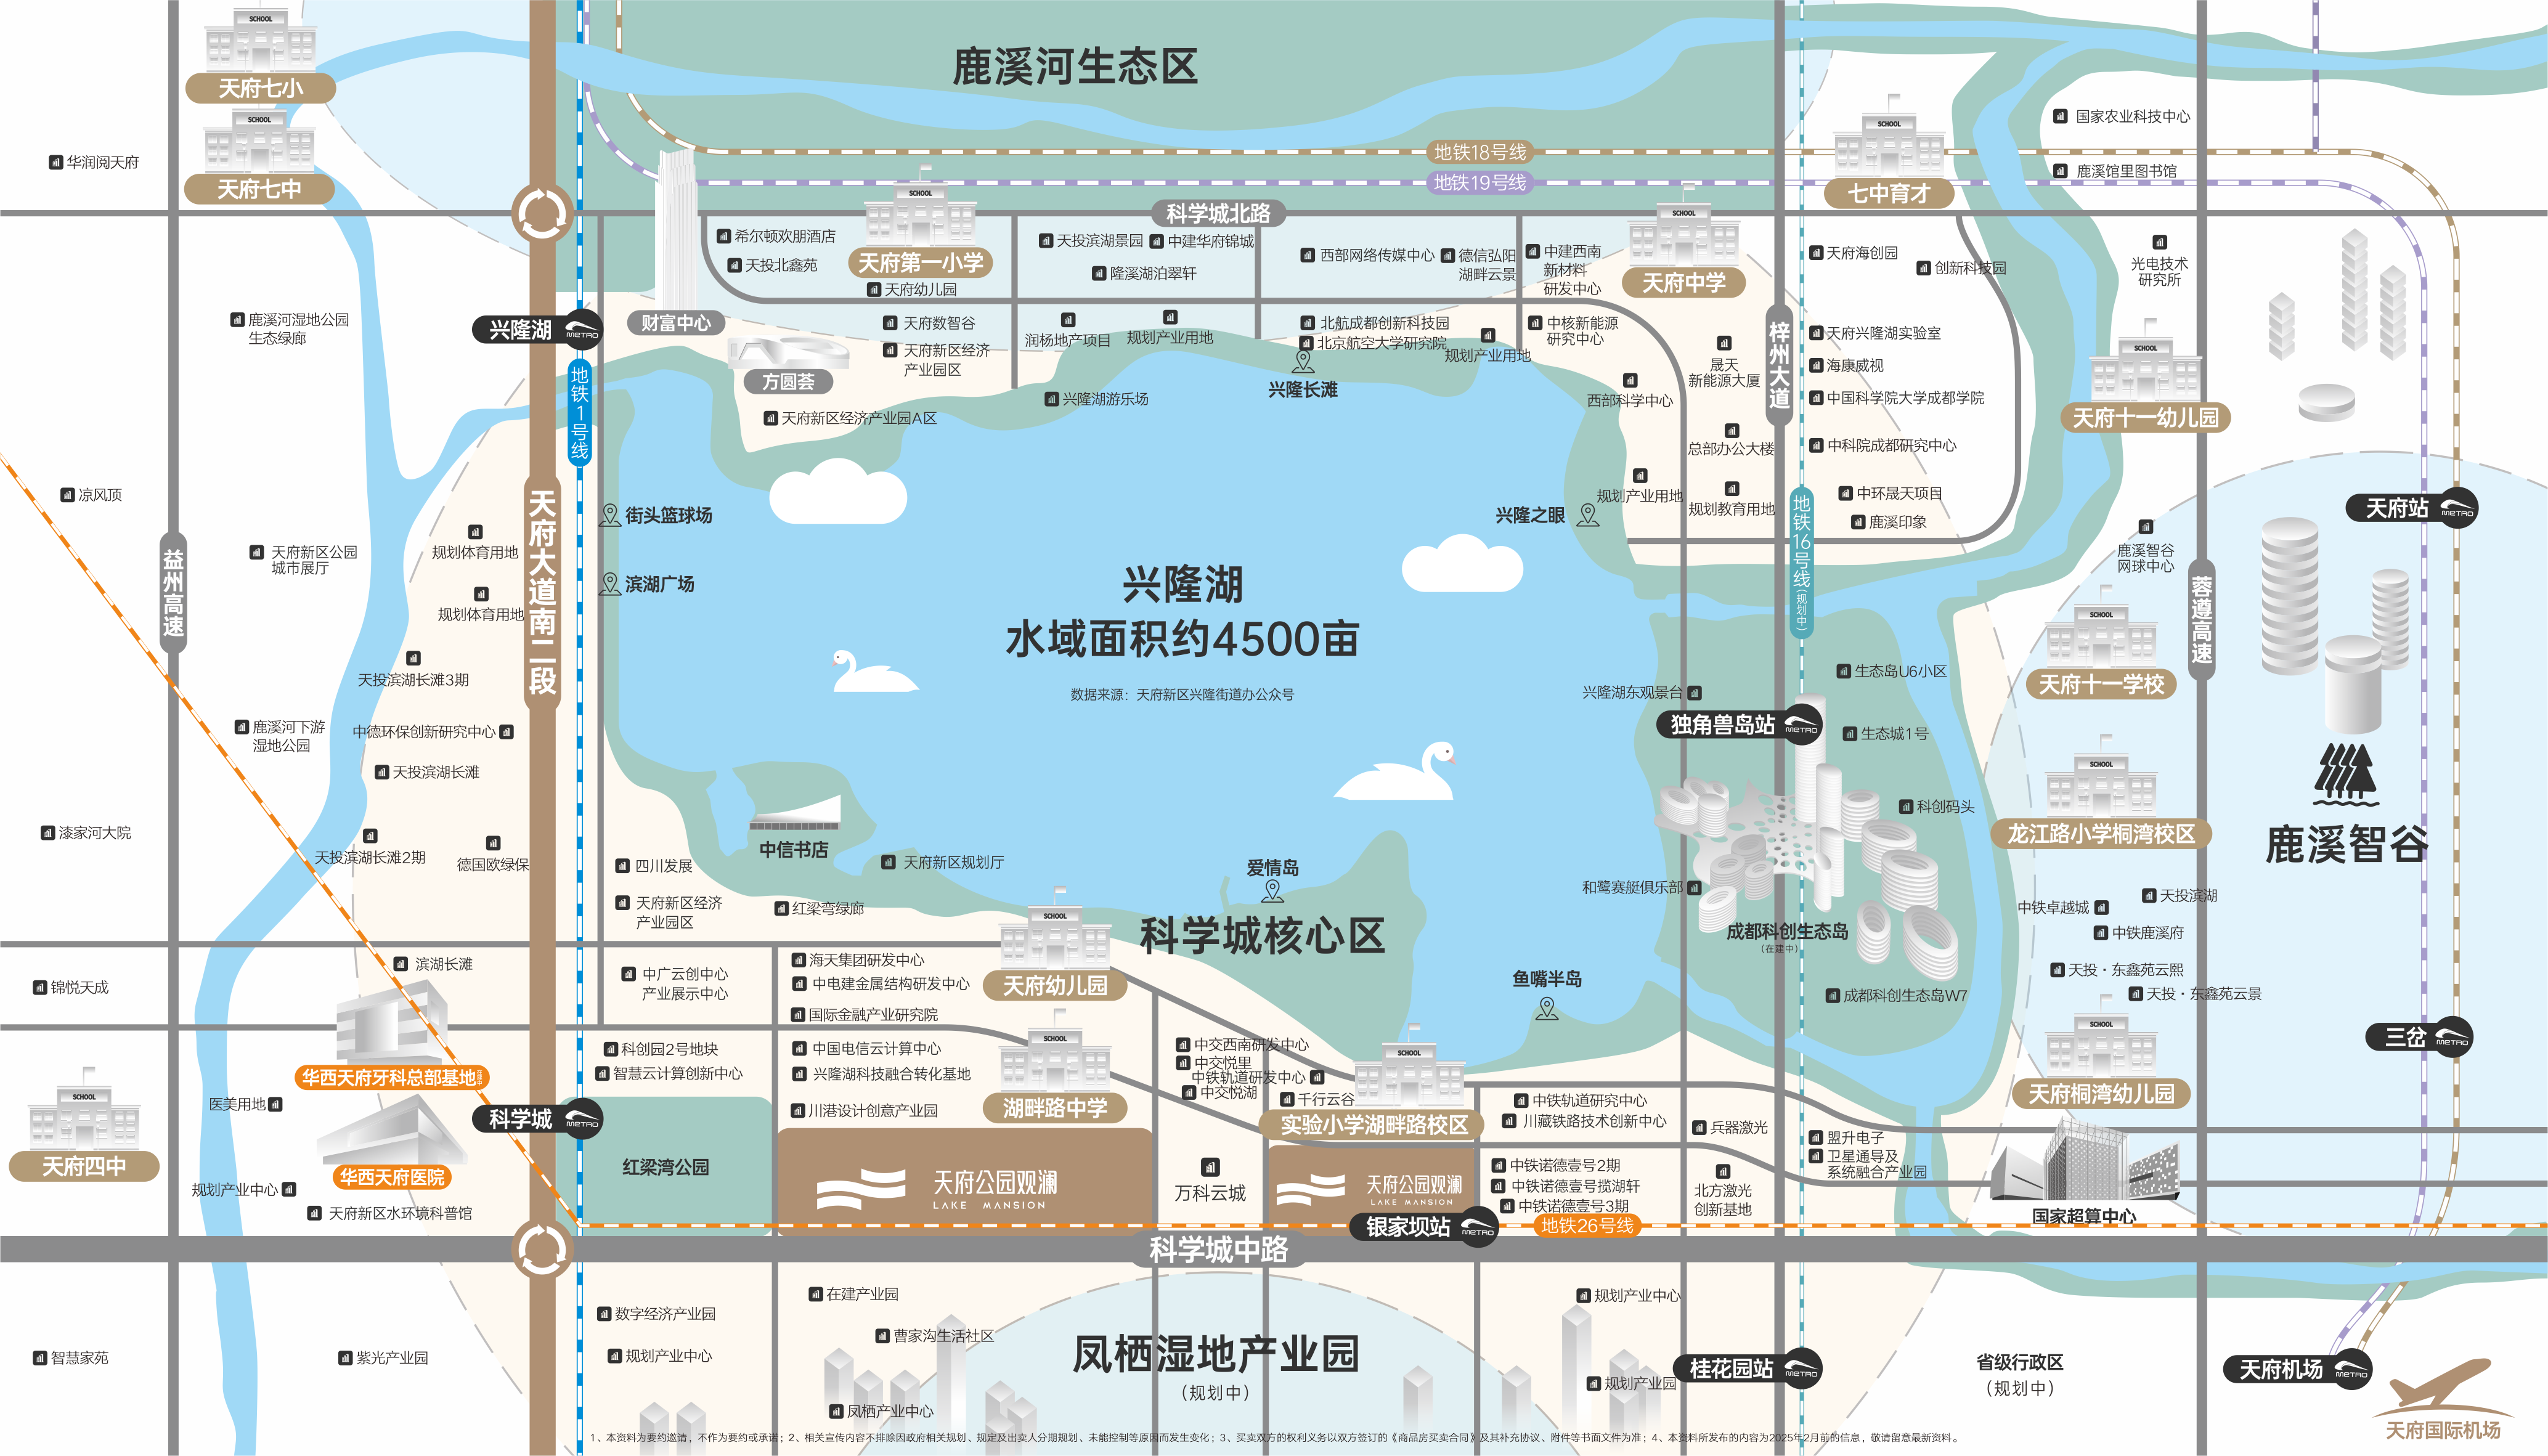 鹿溪河生态区
SCHOOL
天府七小
SCHOOL
天府七中
华润阅天府
地铁18号线
地铁19号线
SCHOOL
七中育才
国家农业科技中心
鹿溪馆里图书馆
科学城北路
希尔顿欢朋酒店
天投北鑫苑
SCHOOL
天府第一小学
天府幼儿园
天投滨湖景园
中建华府锦城
隆溪湖泊翠轩
西部网络传媒中心
德信弘阳
湖畔云景
中建西南
新材料
研发中心
SCHOOL
天府中学
天府海创园
创新科技园
光电技术
研究所
鹿溪河湿地公园
生态绿廊
兴隆湖
METRO
财富中心
方圆荟
天府数智谷
天府新区经济
产业园区
天府新区经济产业园A区
润杨地产项目
规划产业用地
兴隆湖游乐场
北航成都创新科技园
北京航空大学研究院
兴隆长滩
规划产业用地
中核新能源
研究中心
西部科学中心
晟天
新能源大厦
梓州大道
天府兴隆湖实验室
海康威视
中国科学院大学成都学院
中科院成都研究中心
总部办公大楼
规划产业用地
规划教育用地
中环晟天项目
鹿溪印象
SCHOOL
天府十一幼儿园
地铁1号线
凉风顶
益州高速
天府新区公园
城市展厅
规划体育用地
规划体育用地
天府大道南二段
街头篮球场
滨湖广场
兴隆之眼
兴隆湖
水域面积约4500亩
数据来源：天府新区兴隆街道办公众号
地铁16号线(规划中)
天府站
METRO
鹿溪智谷
网球中心
蓉遵高速
SCHOOL
天府十一学校
天投滨湖长滩3期
鹿溪河下游
湿地公园
中德环保创新研究中心
天投滨湖长滩
兴隆湖东观景台
独角兽岛站
METRO
生态岛U6小区
生态城1号
科创码头
SCHOOL
龙江路小学桐湾校区
鹿溪智谷
漆家河大院
天投滨湖长滩2期
德国欧绿保
四川发展
天府新区经济
产业园区
中信书店
天府新区规划厅
红梁弯绿廊
爱情岛
科学城核心区
和鹭赛艇俱乐部
成都科创生态岛
(在建中)
成都科创生态岛W7
天投滨湖
中铁卓越城
中铁鹿溪府
天投·东鑫苑云熙
天投·东鑫苑云景
锦悦天成
滨湖长滩
中广云创中心
产业展示中心
海天集团研发中心
中电建金属结构研发中心
国际金融产业研究院
SCHOOL
天府幼儿园
鱼嘴半岛
三岔
METRO
SCHOOL
天府桐湾幼儿园
华西天府牙科总部基地
科创园2号地块
智慧云计算创新中心
中国电信云计算中心
兴隆湖科技融合转化基地
川港设计创意产业园
SCHOOL
湖畔路中学
中交西南研发中心
中交悦里
中铁轨道研发中心
中交悦湖
千行云谷
SCHOOL
实验小学湖畔路校区
中铁轨道研究中心
川藏铁路技术创新中心
兵器激光
盟升电子
卫星通导及
系统融合产业园
SCHOOL
天府四中
医美用地
科学城
METRO
华西天府医院
规划产业中心
天府新区水环境科普馆
红梁湾公园
天府公园观澜
LAKE MANSION
万科云城
天府公园观澜
LAKE MANSION
中铁诺德壹号2期
中铁诺德壹号揽湖轩
中铁诺德壹号3期
北方激光
创新基地
国家超算中心
银家坝站
METRO
地铁26号线
科学城中路
智慧家苑
紫光产业园
数字经济产业园
规划产业中心
在建产业园
曹家沟生活社区
凤栖产业中心
凤栖湿地产业园
(规划中)
规划产业中心
规划产业园
桂花园站
METRO
省级行政区
(规划中)
天府机场
METRO
天府国际机场
1、本资料为要约邀请，不作为要约或承诺；2、相关宣传内容不排除因政府相关规划、规定及出卖人分期规划、未能控制等原因而发生变化；3、买卖双方的权利义务以双方签订的《商品房买卖合同》及其补充协议、附件等书面文件为准；4、本资料所发布的内容为2025年2月前的信息，敬请留意最新资料。